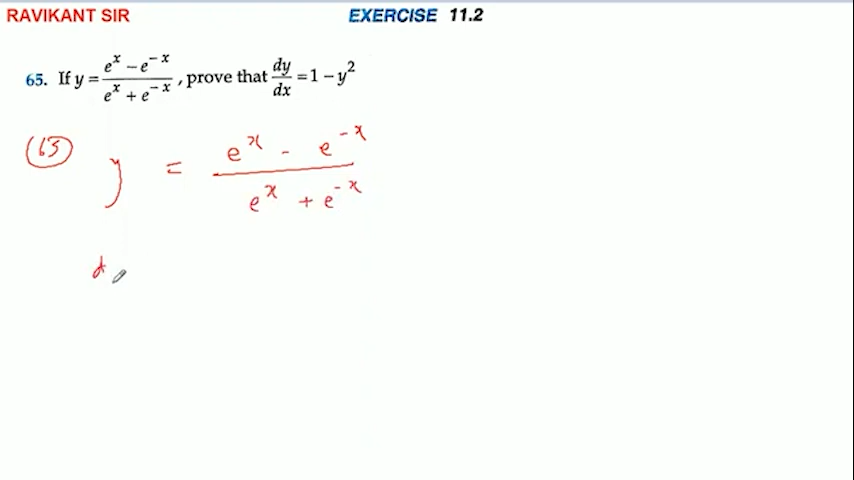 RAVIKANT SIR EXERCISE 11.2
65. If y = (e^x − e^−x)/(e^x + e^−x), prove that dy/dx = 1 − y^2
(65) y = (e^x - e^-x)/(e^x + e^-x)
d